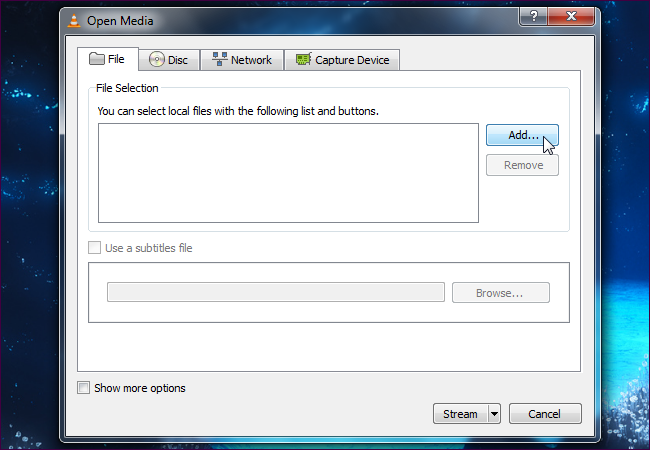 Open Media
?
File
Disc
Network
Capture Device
File Selection
You can select local files with the following list and buttons.
Add...
Remove
Use a subtitles file
Browse...
Show more options
Stream
Cancel